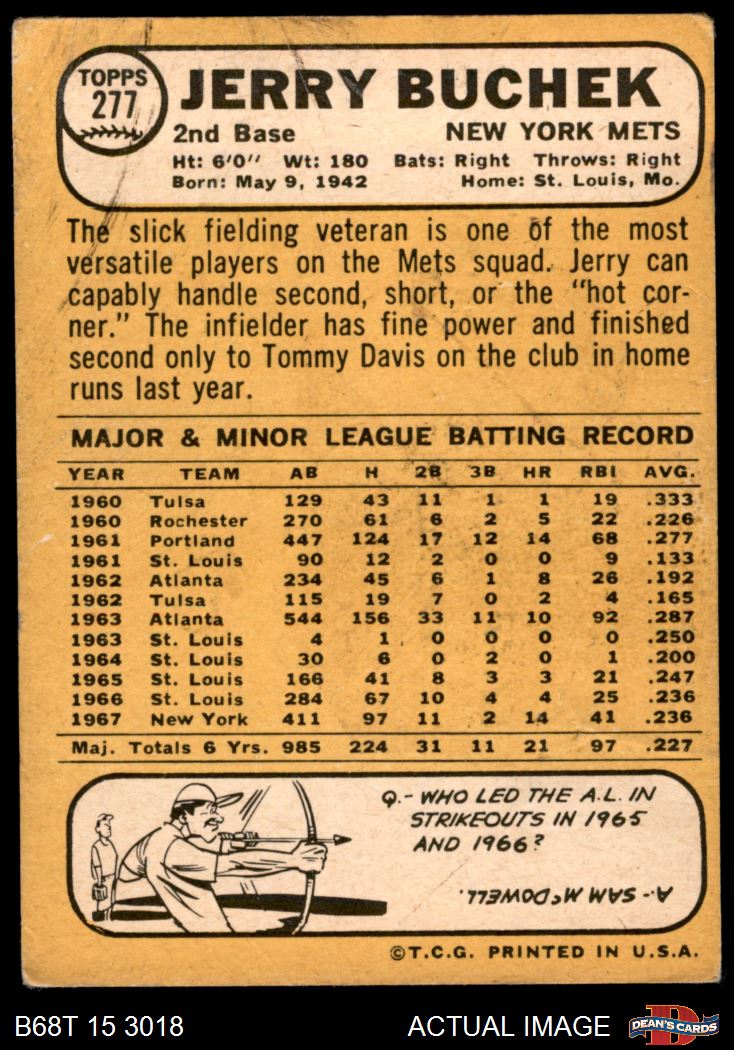 TOPPS
277
JERRY BUCHEK
2nd Base NEW YORK METS
Ht: 6'0" Wt: 180 Bats: Right Throws: Right
Born: May 9, 1942 Home: St. Louis, Mo.
The slick fielding veteran is one of the most
versatile players on the Mets squad. Jerry can
capably handle second, short, or the "hot cor-
ner." The infielder has fine power and finished
second only to Tommy Davis on the club in home
runs last year.
MAJOR & MINOR LEAGUE BATTING RECORD
YEAR TEAM AB H 2B 3B HR RBI AVG.
1960 Tulsa 129 43 11 1 1 19 .333
1960 Rochester 270 61 6 2 5 22 .226
1961 Portland 447 124 17 12 14 68 .277
1961 St. Louis 90 12 2 0 0 9 .133
1962 Atlanta 234 45 6 1 8 26 .192
1962 Tulsa 115 19 7 0 2 4 .165
1963 Atlanta 544 156 33 11 10 92 .287
1963 St. Louis 4 1 0 0 0 0 .250
1964 St. Louis 30 6 0 2 0 1 .200
1965 St. Louis 166 41 8 3 3 21 .247
1966 St. Louis 284 67 10 4 4 25 .236
1967 New York 411 97 11 2 14 41 .236
Maj. Totals 6 Yrs. 985 224 31 11 21 97 .227
Q.- WHO LED THE A.L. IN
STRIKEOUTS IN 1965
AND 1966?
A.- SAM McDOWELL.
©T.C.G. PRINTED IN U.S.A.
B68T 15 3018 ACTUAL IMAGE DEAN'S CARDS